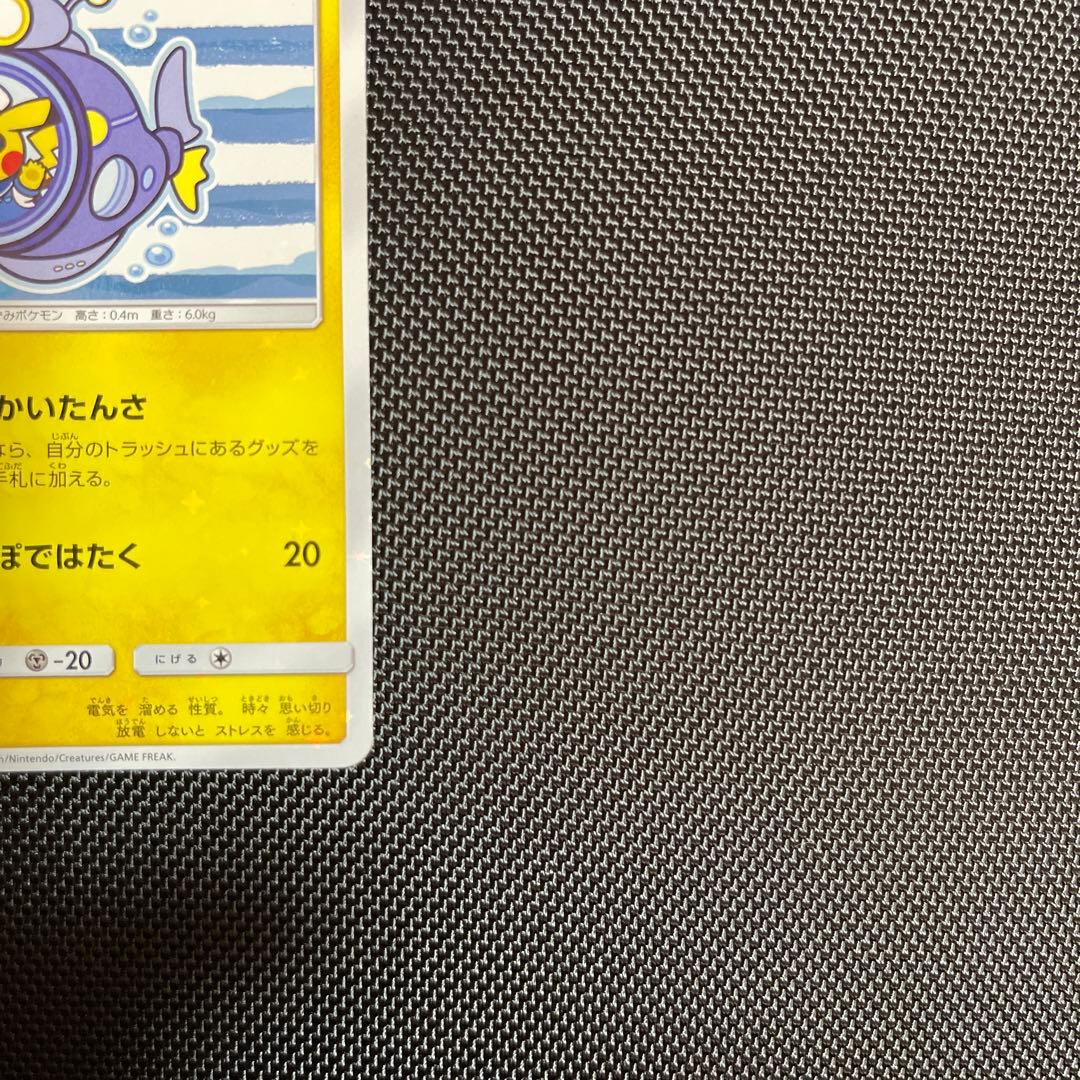 ずみポケモン 高さ:0.4m 重さ:6.0kg
かいたんさ
なら、自分のトラッシュにあるグッズを
手札に加える。
ぽではたく 20
-20 にげる
電気を 溜める 性質。 時々 思い切り
放電 しないと ストレスを 感じる。
/Nintendo/Creatures/GAME FREAK.